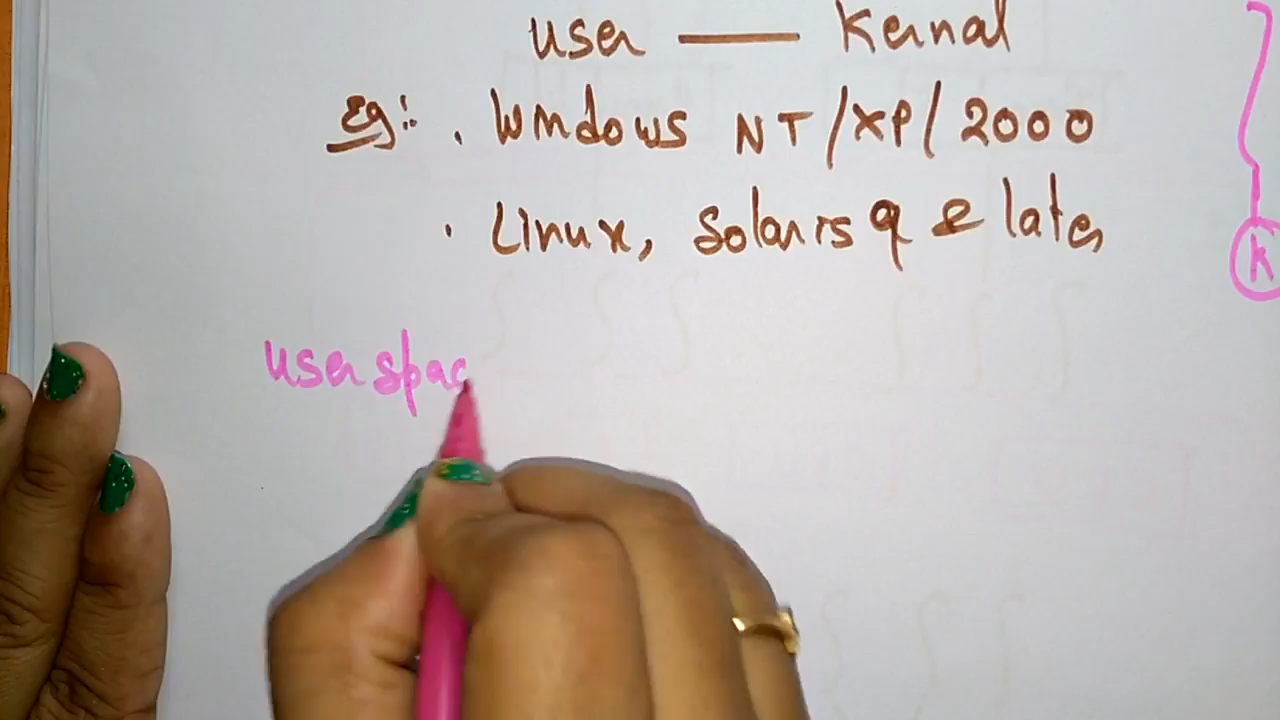 user — Kernal
Eg:- . Windows NT/XP/2000
. Linux, Solaris 9 & later
user spac
K